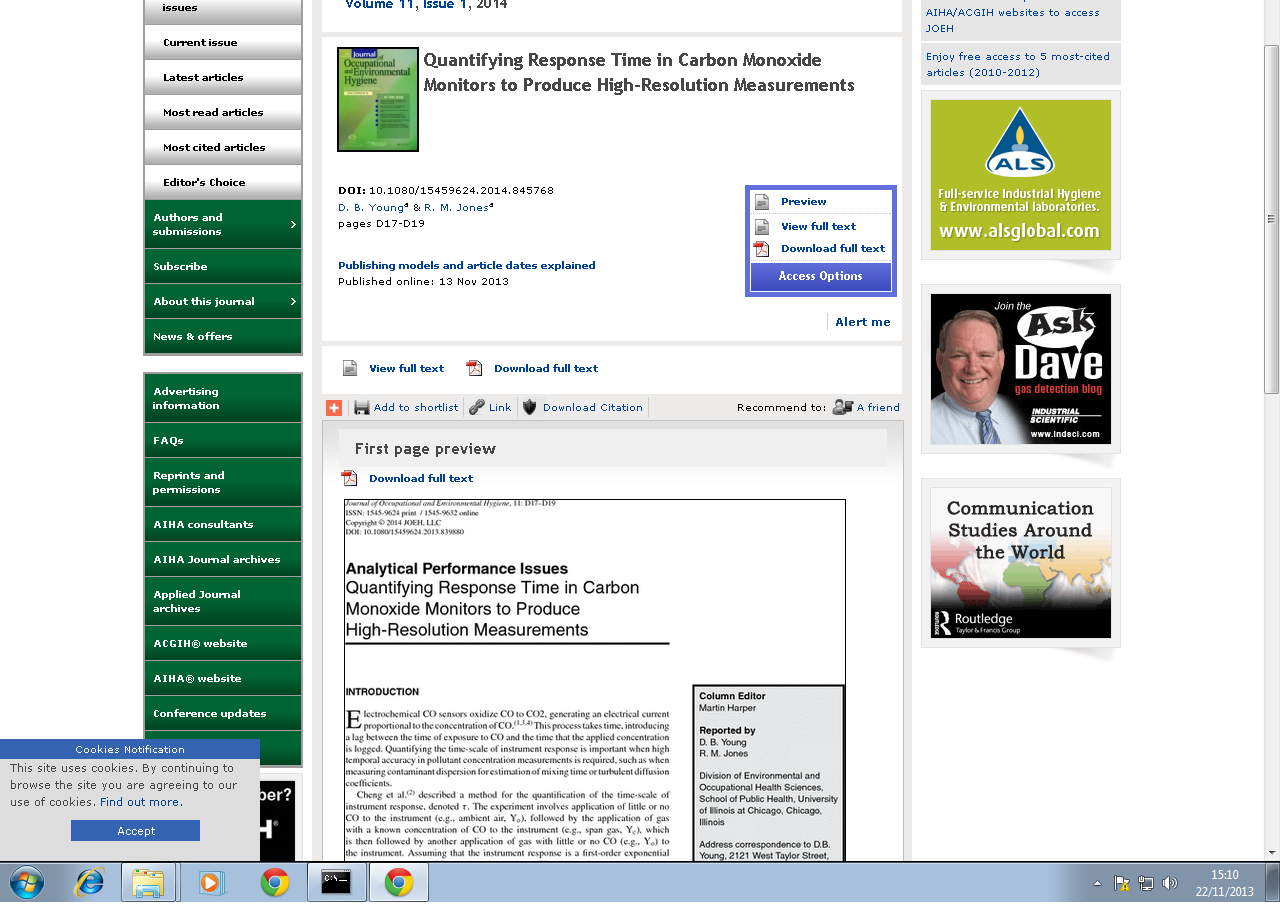 issues
Current issue
Latest articles
Most read articles
Most cited articles
Editor's Choice
Authors and
submissions
Subscribe
About this journal
News & offers
Advertising
information
FAQs
Reprints and
permissions
AIHA consultants
AIHA Journal archives
Applied Journal
archives
ACGIH® website
AIHA® website
Conference updates
Volume 11, Issue 1, 2014
Journal of
Occupational and
Environmental
Hygiene
Quantifying Response Time in Carbon Monoxide
Monitors to Produce High-Resolution Measurements
DOI: 10.1080/15459624.2014.845768
D. B. Youngª & R. M. Jonesª
pages D17-D19
Publishing models and article dates explained
Published online: 13 Nov 2013
Preview
View full text
Download full text
Access Options
Alert me
View full text
Download full text
Add to shortlist
Link
Download Citation
Recommend to:
A friend
First page preview
Download full text
Journal of Occupational and Environmental Hygiene, 11: D17–D19
ISSN: 1545-9624 print / 1545-9632 online
Copyright © 2014 JOEH, LLC
DOI: 10.1080/15459624.2013.839880
Analytical Performance Issues
Quantifying Response Time in Carbon
Monoxide Monitors to Produce
High-Resolution Measurements
INTRODUCTION
Electrochemical CO sensors oxidize CO to CO2, generating an electrical current
proportional to the concentration of CO.(1,3,4) This process takes time, introducing
a lag between the time of exposure to CO and the time that the applied concentration
is logged. Quantifying the time-scale of instrument response is important when high
temporal accuracy in pollutant concentration measurements is required, such as when
measuring contaminant dispersion for estimation of mixing time or turbulent diffusion
coefficients.
Cheng et al.(2) described a method for the quantification of the time-scale of
instrument response, denoted τ. The experiment involves application of little or no
CO to the instrument (e.g., ambient air, Y₀), followed by the application of gas
with a known concentration of CO to the instrument (e.g., span gas, Yc), which
is then followed by another application of gas with little or no CO (e.g., Y₀) to
the instrument. Assuming that the instrument response is a first-order exponential
Column Editor
Martin Harper
Reported by
D. B. Young
R. M. Jones
Division of Environmental and
Occupational Health Sciences,
School of Public Health, University
of Illinois at Chicago, Chicago,
Illinois
Address correspondence to D.B.
Young, 2121 West Taylor Street,
AIHA/ACGIH websites to access
JOEH
Enjoy free access to 5 most-cited
articles (2010-2012)
ALS
Full-service Industrial Hygiene
& Environmental laboratories.
www.alsglobal.com
Join the
Ask
Dave
gas detection blog
INDUSTRIAL
SCIENTIFIC
www.indsci.com
Communication
Studies Around
the World
ROUTLEDGE
Routledge
Taylor & Francis Group
Cookies Notification
This site uses cookies. By continuing to
browse the site you are agreeing to our
use of cookies. Find out more.
Accept
ber?
H®
C:\_
15:10
22/11/2013